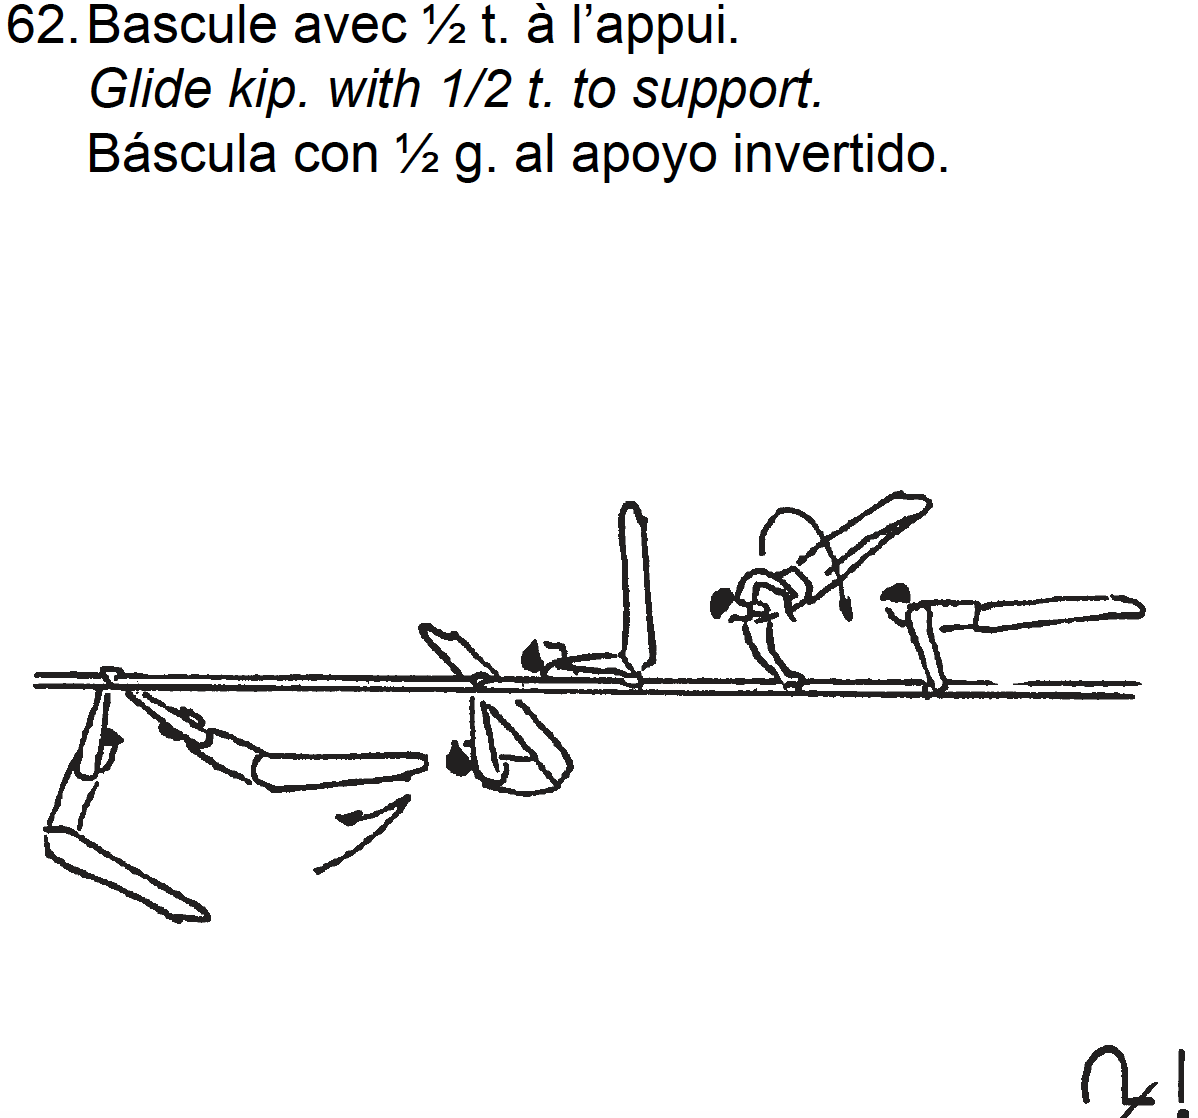 62. Bascule avec ½ t. à l’appui.
Glide kip. with 1/2 t. to support.
Báscula con ½ g. al apoyo invertido.